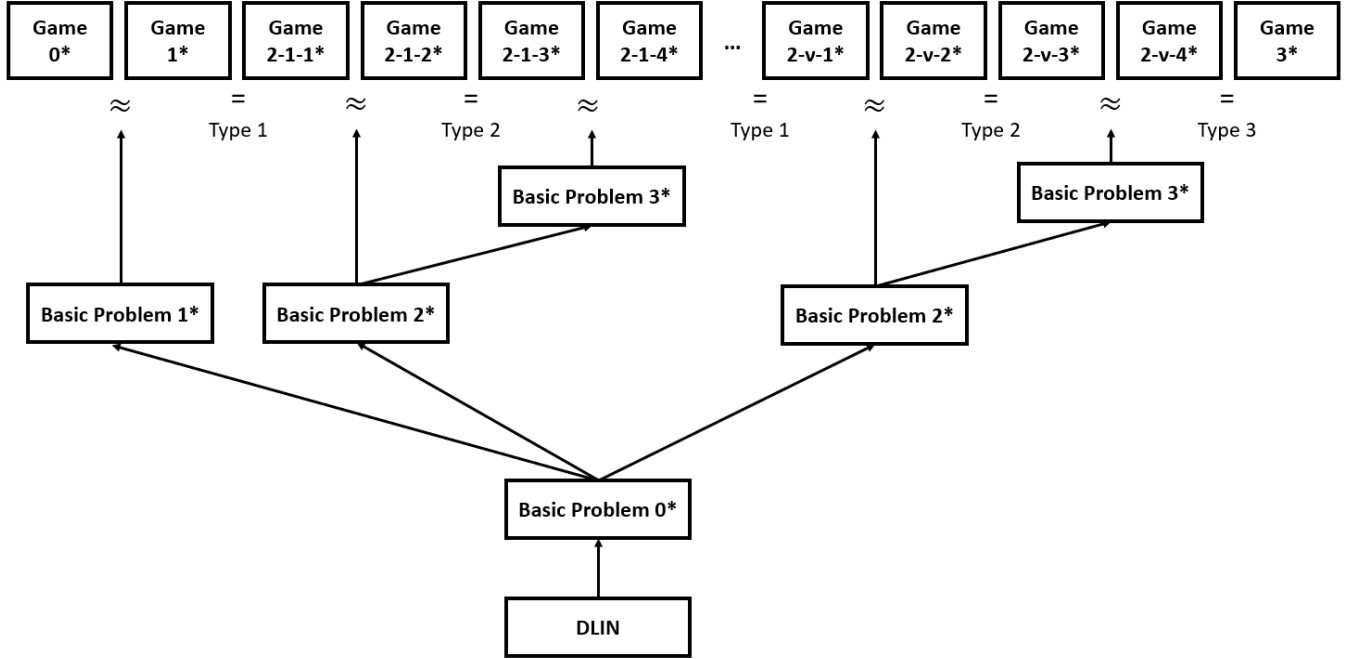 Game
0*
Game
1*
Game
2-1-1*
Game
2-1-2*
Game
2-1-3*
Game
2-1-4*
...
Game
2-v-1*
Game
2-v-2*
Game
2-v-3*
Game
2-v-4*
Game
3*
≈
=
≈
=
≈
=
≈
=
≈
=
Type 1
Type 2
Type 1
Type 2
Type 3
Basic Problem 3*
Basic Problem 3*
Basic Problem 1*
Basic Problem 2*
Basic Problem 2*
Basic Problem 0*
DLIN